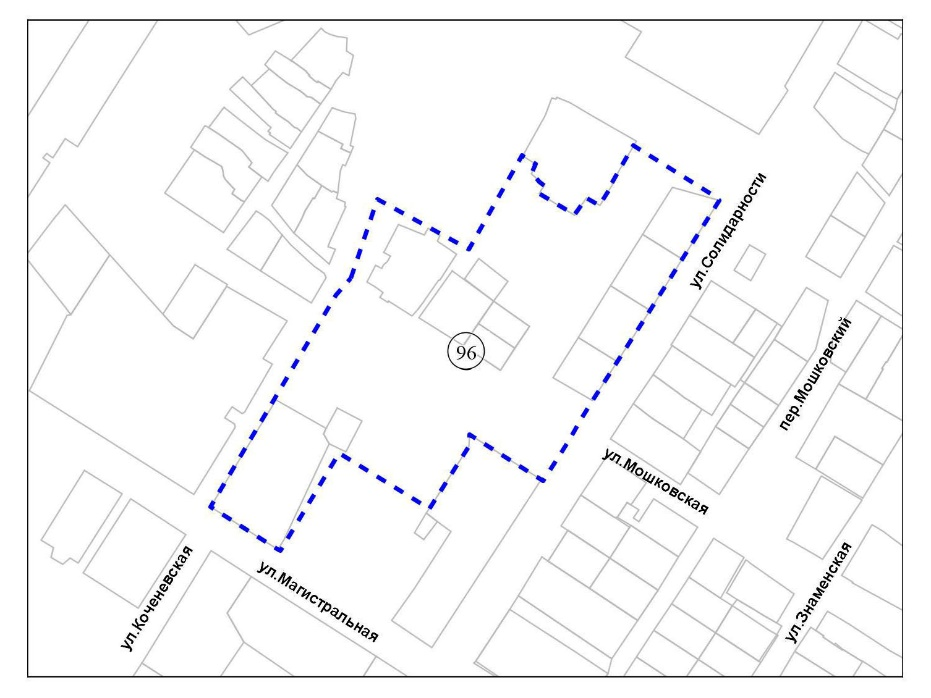 ул.Солидарности
пер.Мошковский
96
ул.Мошковская
ул.Коченевская
ул.Магистральная
ул.Знаменская